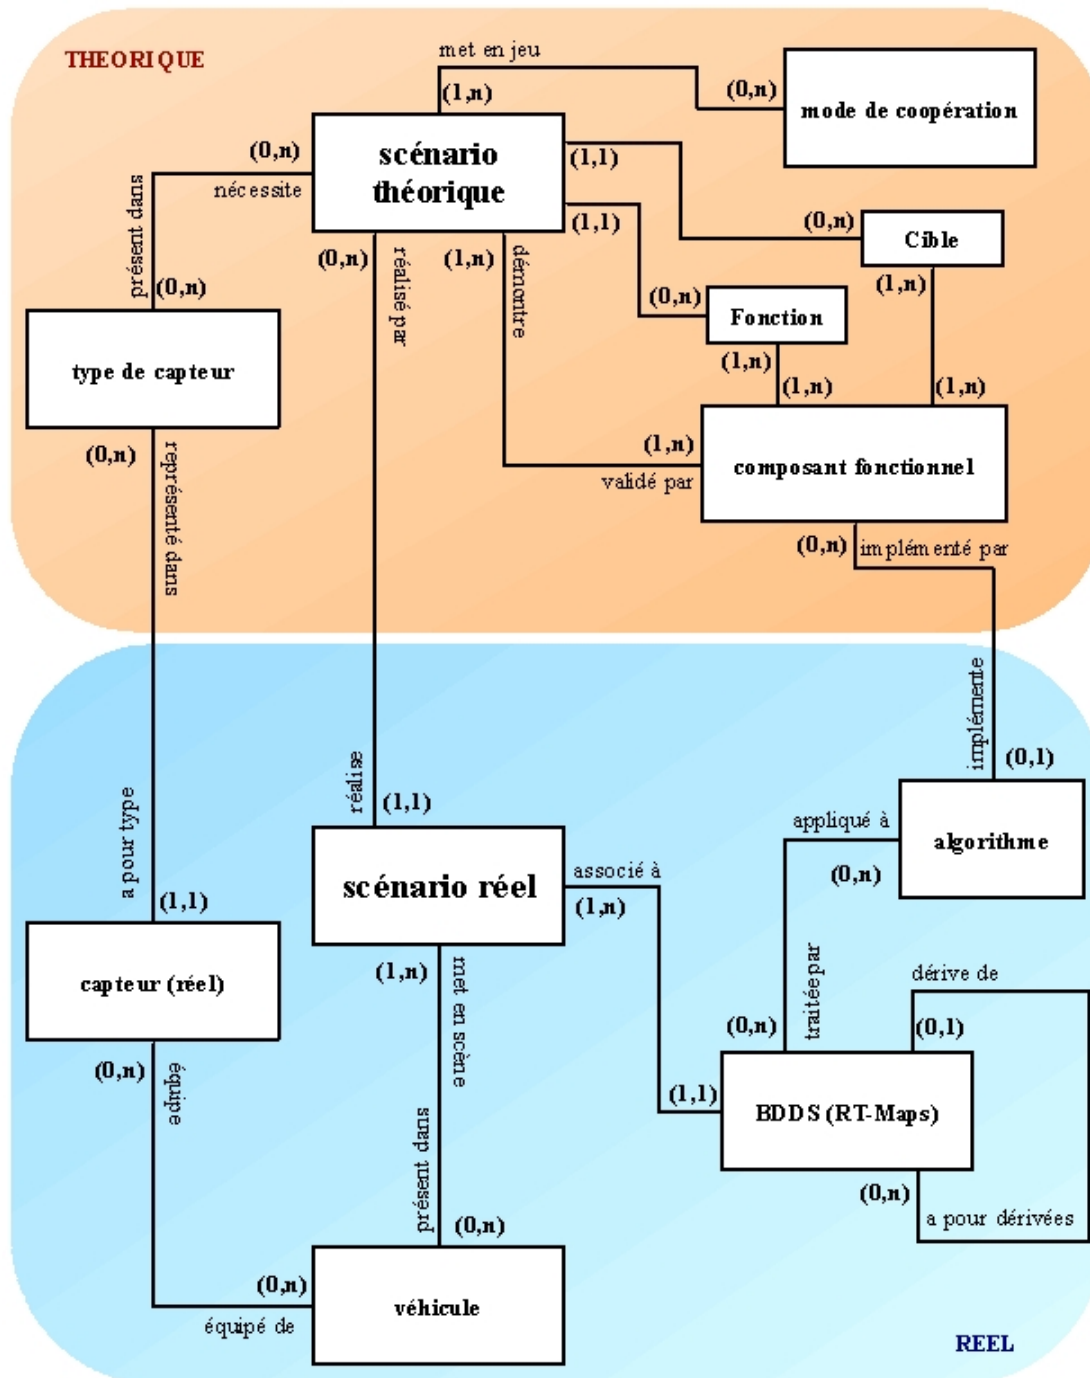 THEORIQUE
met en jeu
(1,n)
(0,n)
mode de coopération
(0,n)
scénario
théorique
(1,1)
nécessite
présent dans
(1,1)
(0,n)
Cible
(0,n)
(1,n)
réalisé par
démontre
(1,n)
(0,n)
(0,n)
Fonction
type de capteur
(1,n)
(1,n)
(1,n)
(0,n)
représenté dans
(1,n)
composant fonctionnel
validé par
(0,n)
implémenté par
implémente
réalise
(0,1)
a pour type
(1,1)
appliqué à
algorithme
scénario réel
associé à
(0,n)
(1,1)
(1,n)
capteur (réel)
(1,n)
met en scène
traitée par
dérive de
(0,n)
(0,1)
(0,n)
équipe
(1,1)
BDDS (RT-Maps)
présent dans
(0,n)
a pour dérivées
(0,n)
(0,n)
véhicule
équipé de
REEL